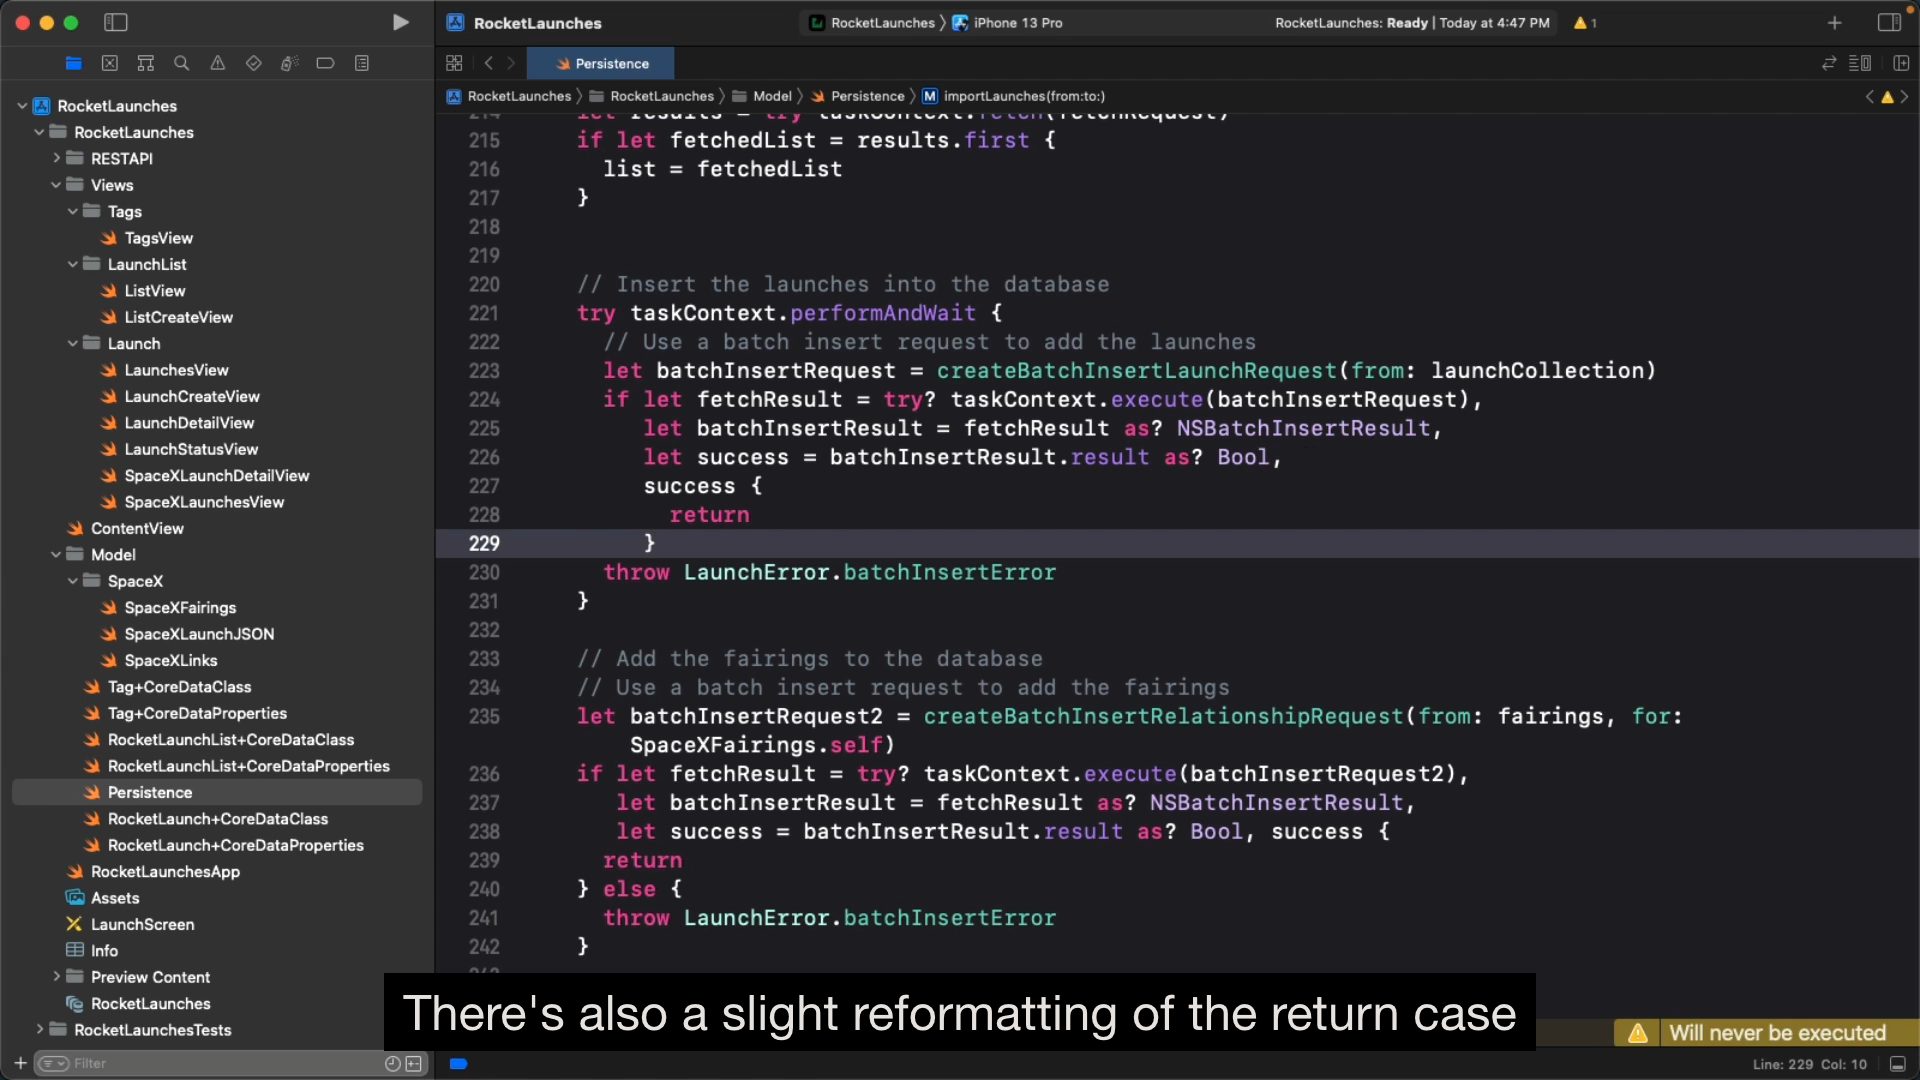 RocketLaunches
RocketLaunches
iPhone 13 Pro
RocketLaunches: Ready | Today at 4:47 PM
1
Persistence
RocketLaunches
RocketLaunches
Model
Persistence
M importLaunches(from:to:)
RocketLaunches
RocketLaunches
RESTAPI
Views
Tags
TagsView
LaunchList
ListView
ListCreateView
Launch
LaunchesView
LaunchCreateView
LaunchDetailView
LaunchStatusView
SpaceXLaunchDetailView
SpaceXLaunchesView
ContentView
Model
SpaceX
SpaceXFairings
SpaceXLaunchJSON
SpaceXLinks
Tag+CoreDataClass
Tag+CoreDataProperties
RocketLaunchList+CoreDataClass
RocketLaunchList+CoreDataProperties
Persistence
RocketLaunch+CoreDataClass
RocketLaunch+CoreDataProperties
RocketLaunchesApp
Assets
LaunchScreen
Info
Preview Content
RocketLaunches
RocketLaunchesTests
Filter
214 let results = try taskContext.fetch(fetchRequest)
215 if let fetchedList = results.first {
216 list = fetchedList
217 }
218
219
220 // Insert the launches into the database
221 try taskContext.performAndWait {
222 // Use a batch insert request to add the launches
223 let batchInsertRequest = createBatchInsertLaunchRequest(from: launchCollection)
224 if let fetchResult = try? taskContext.execute(batchInsertRequest),
225 let batchInsertResult = fetchResult as? NSBatchInsertResult,
226 let success = batchInsertResult.result as? Bool,
227 success {
228 return
229 }
230 throw LaunchError.batchInsertError
231 }
232
233 // Add the fairings to the database
234 // Use a batch insert request to add the fairings
235 let batchInsertRequest2 = createBatchInsertRelationshipRequest(from: fairings, for:
SpaceXFairings.self)
236 if let fetchResult = try? taskContext.execute(batchInsertRequest2),
237 let batchInsertResult = fetchResult as? NSBatchInsertResult,
238 let success = batchInsertResult.result as? Bool, success {
239 return
240 } else {
241 throw LaunchError.batchInsertError
242 }
There's also a slight reformatting of the return case
Will never be executed
Line: 229 Col: 10